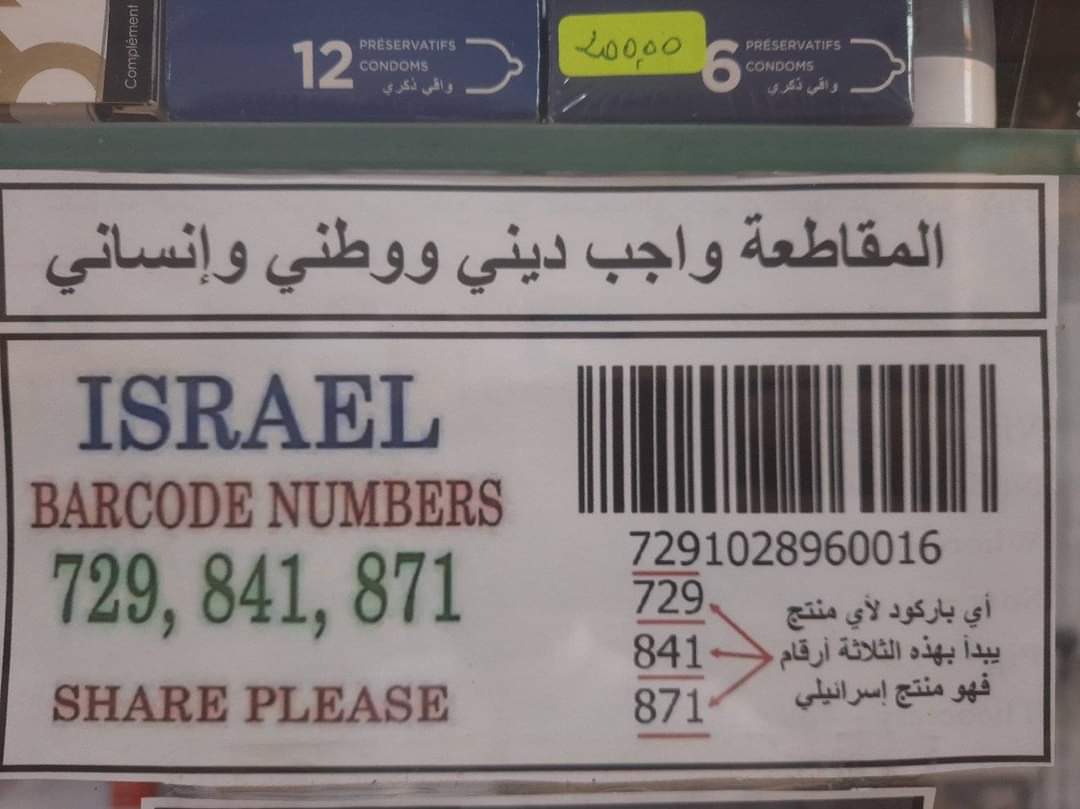 Complément
12 PRÉSERVATIFS
CONDOMS
واقي ذكري
200,00
6 PRÉSERVATIFS
CONDOMS
واقي ذكري
المقاطعة واجب ديني ووطني وإنساني
ISRAEL
BARCODE NUMBERS
729, 841, 871
SHARE PLEASE
7291028960016
729
841
871
أي باركود لأي منتج
يبدأ بهذه الثلاثة أرقام
فهو منتج إسرائيلي